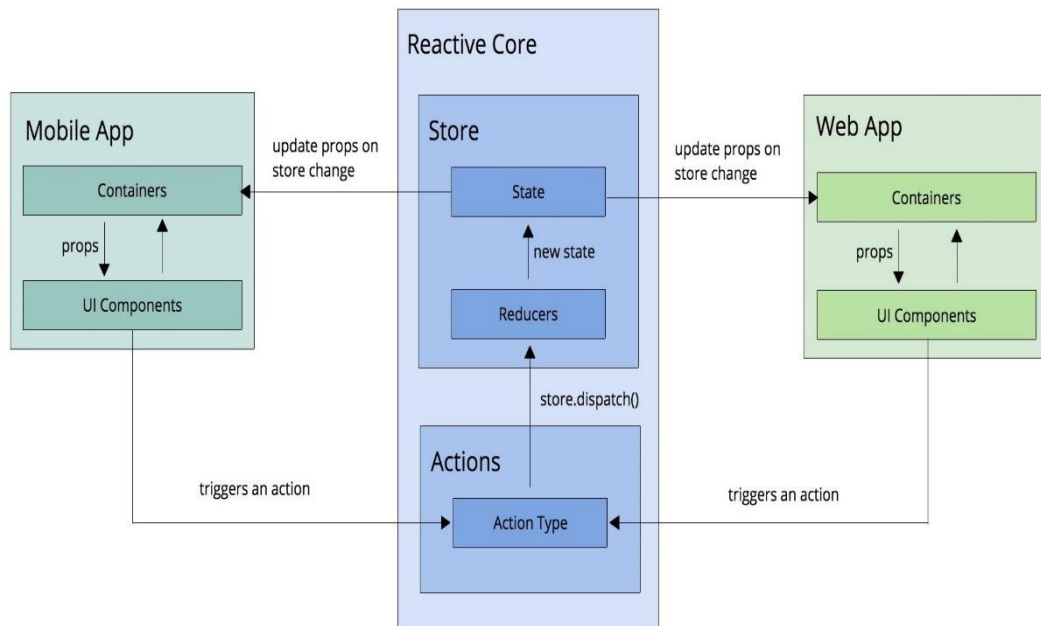 Reactive Core
Mobile App
Containers
props
UI Components
update props on
store change
Store
State
new state
Reducers
store.dispatch()
Actions
Action Type
update props on
store change
Web App
Containers
props
UI Components
triggers an action
triggers an action